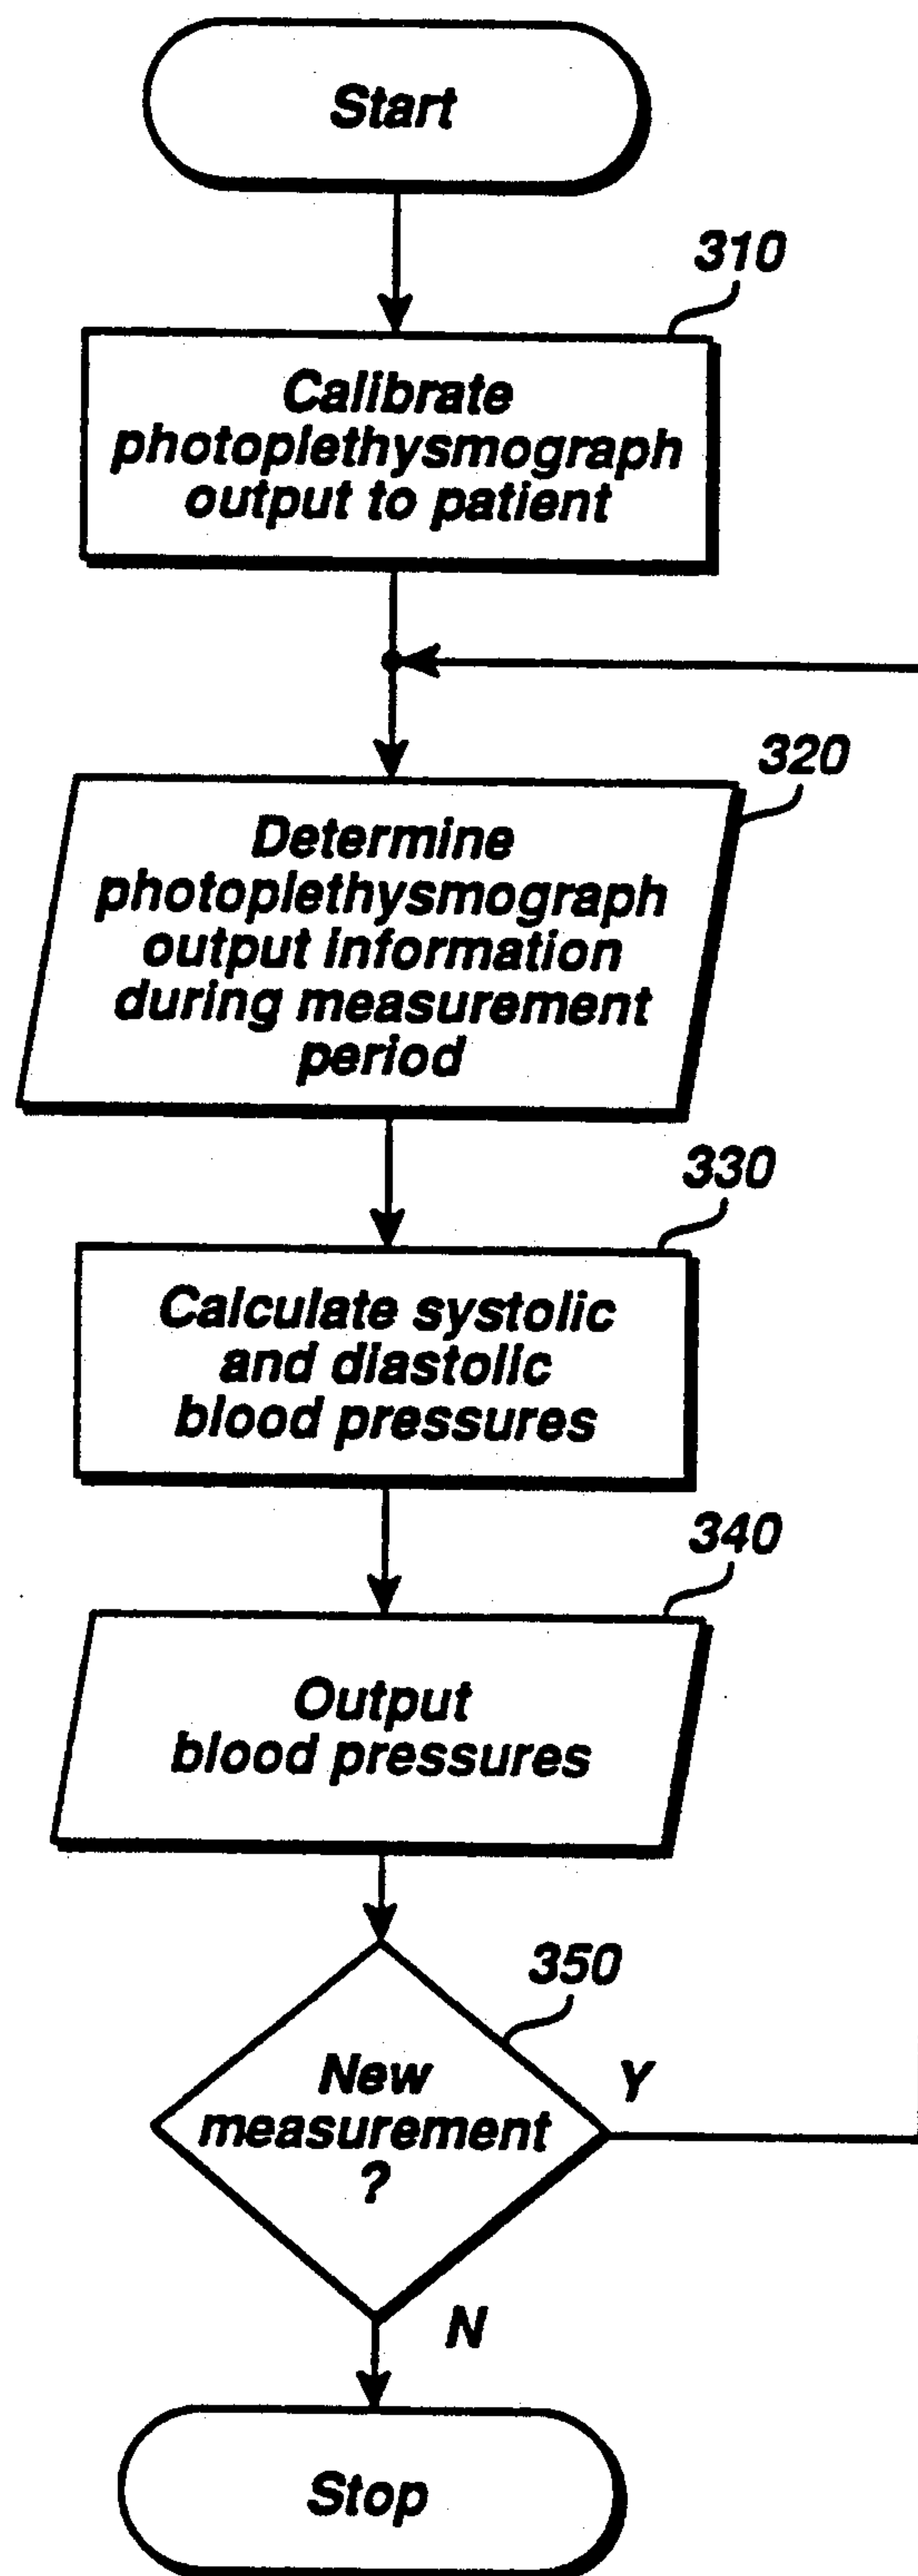 Start
310
Calibrate
photoplethysmograph
output to patient
320
Determine
photoplethysmograph
output information
during measurement
period
330
Calculate systolic
and diastolic
blood pressures
340
Output
blood pressures
350
New
measurement
?
Y
N
Stop